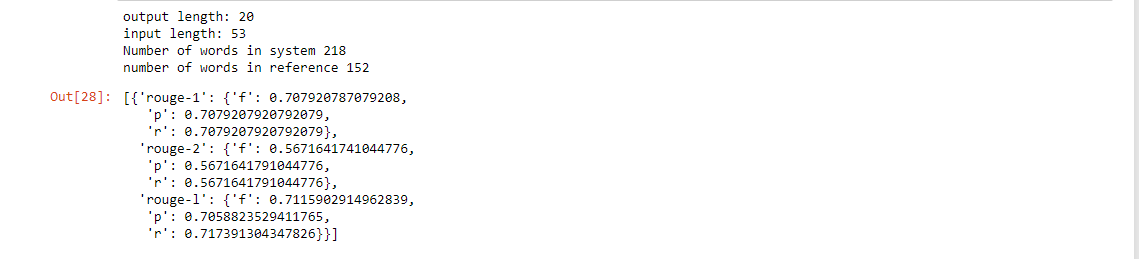 output length: 20
input length: 53
Number of words in system 218
number of words in reference 152
Out[28]: [{'rouge-1': {'f': 0.707920787079208,
'p': 0.7079207920792079,
'r': 0.7079207920792079},
'rouge-2': {'f': 0.5671641741044776,
'p': 0.5671641791044776,
'r': 0.5671641791044776},
'rouge-l': {'f': 0.7115902914962839,
'p': 0.7058823529411765,
'r': 0.717391304347826}}]